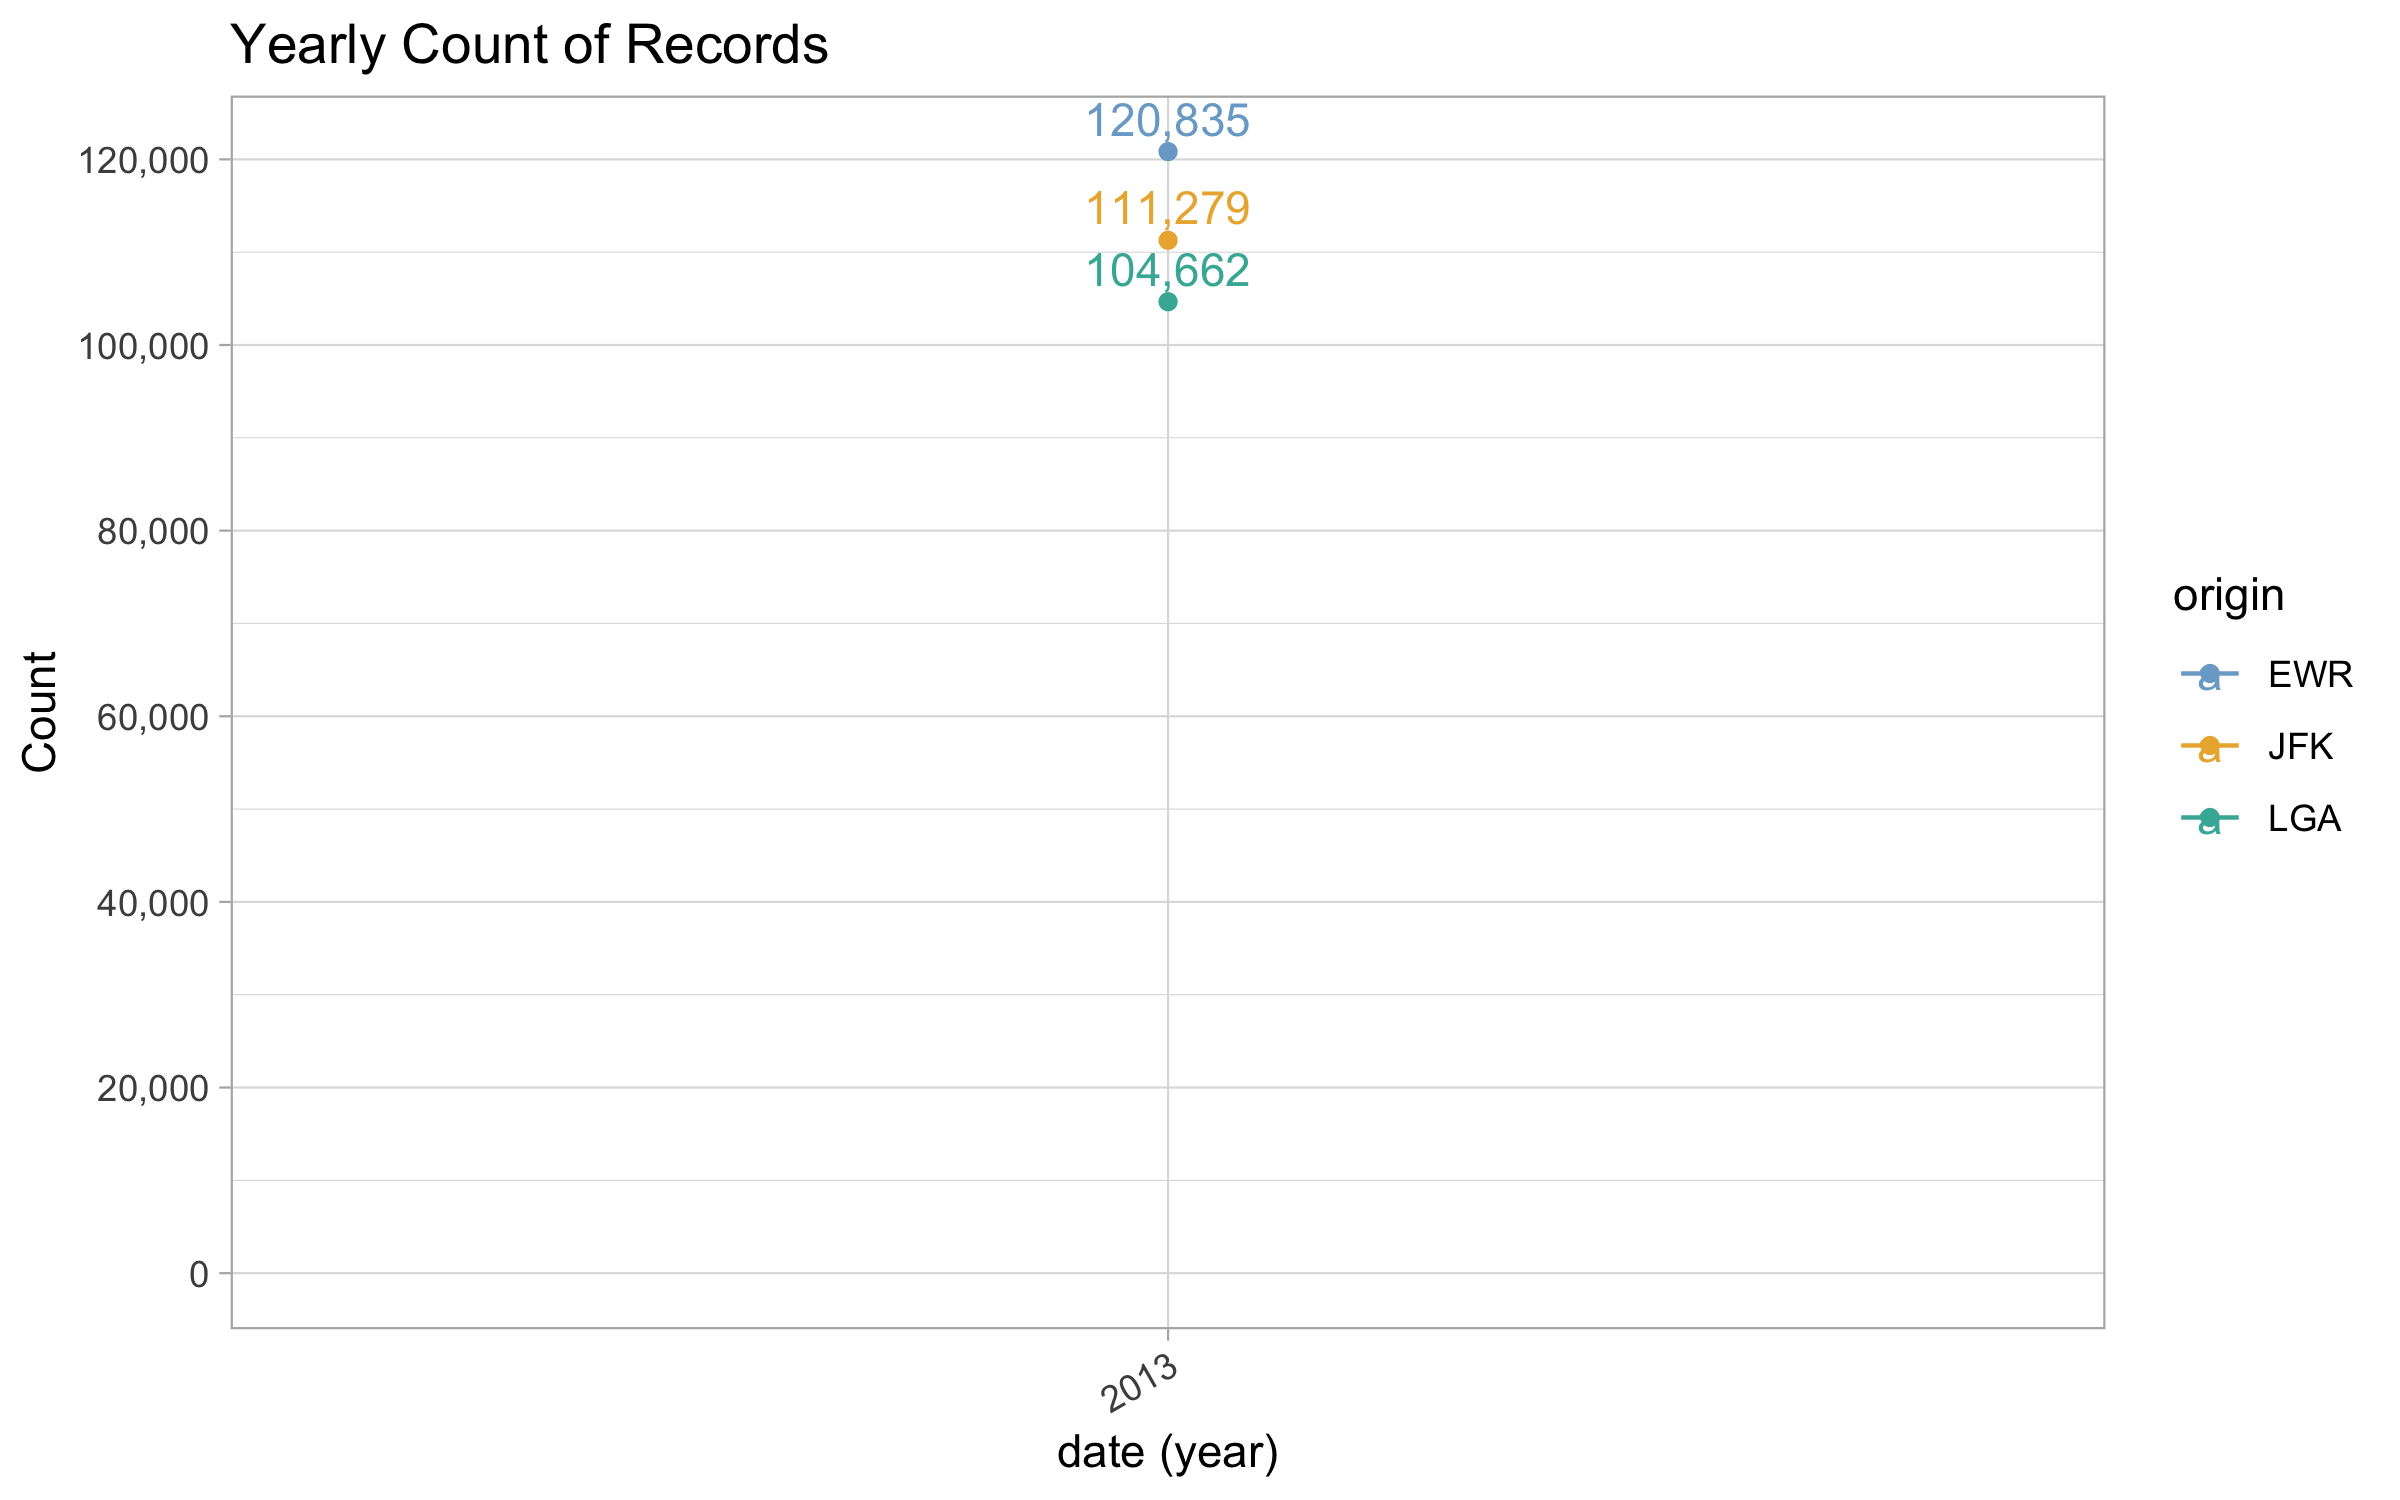 Yearly Count of Records
120,835
111,279
104,662
120,000
100,000
80,000
60,000
40,000
20,000
0
Count
2013
date (year)
origin
a EWR
a JFK
a LGA